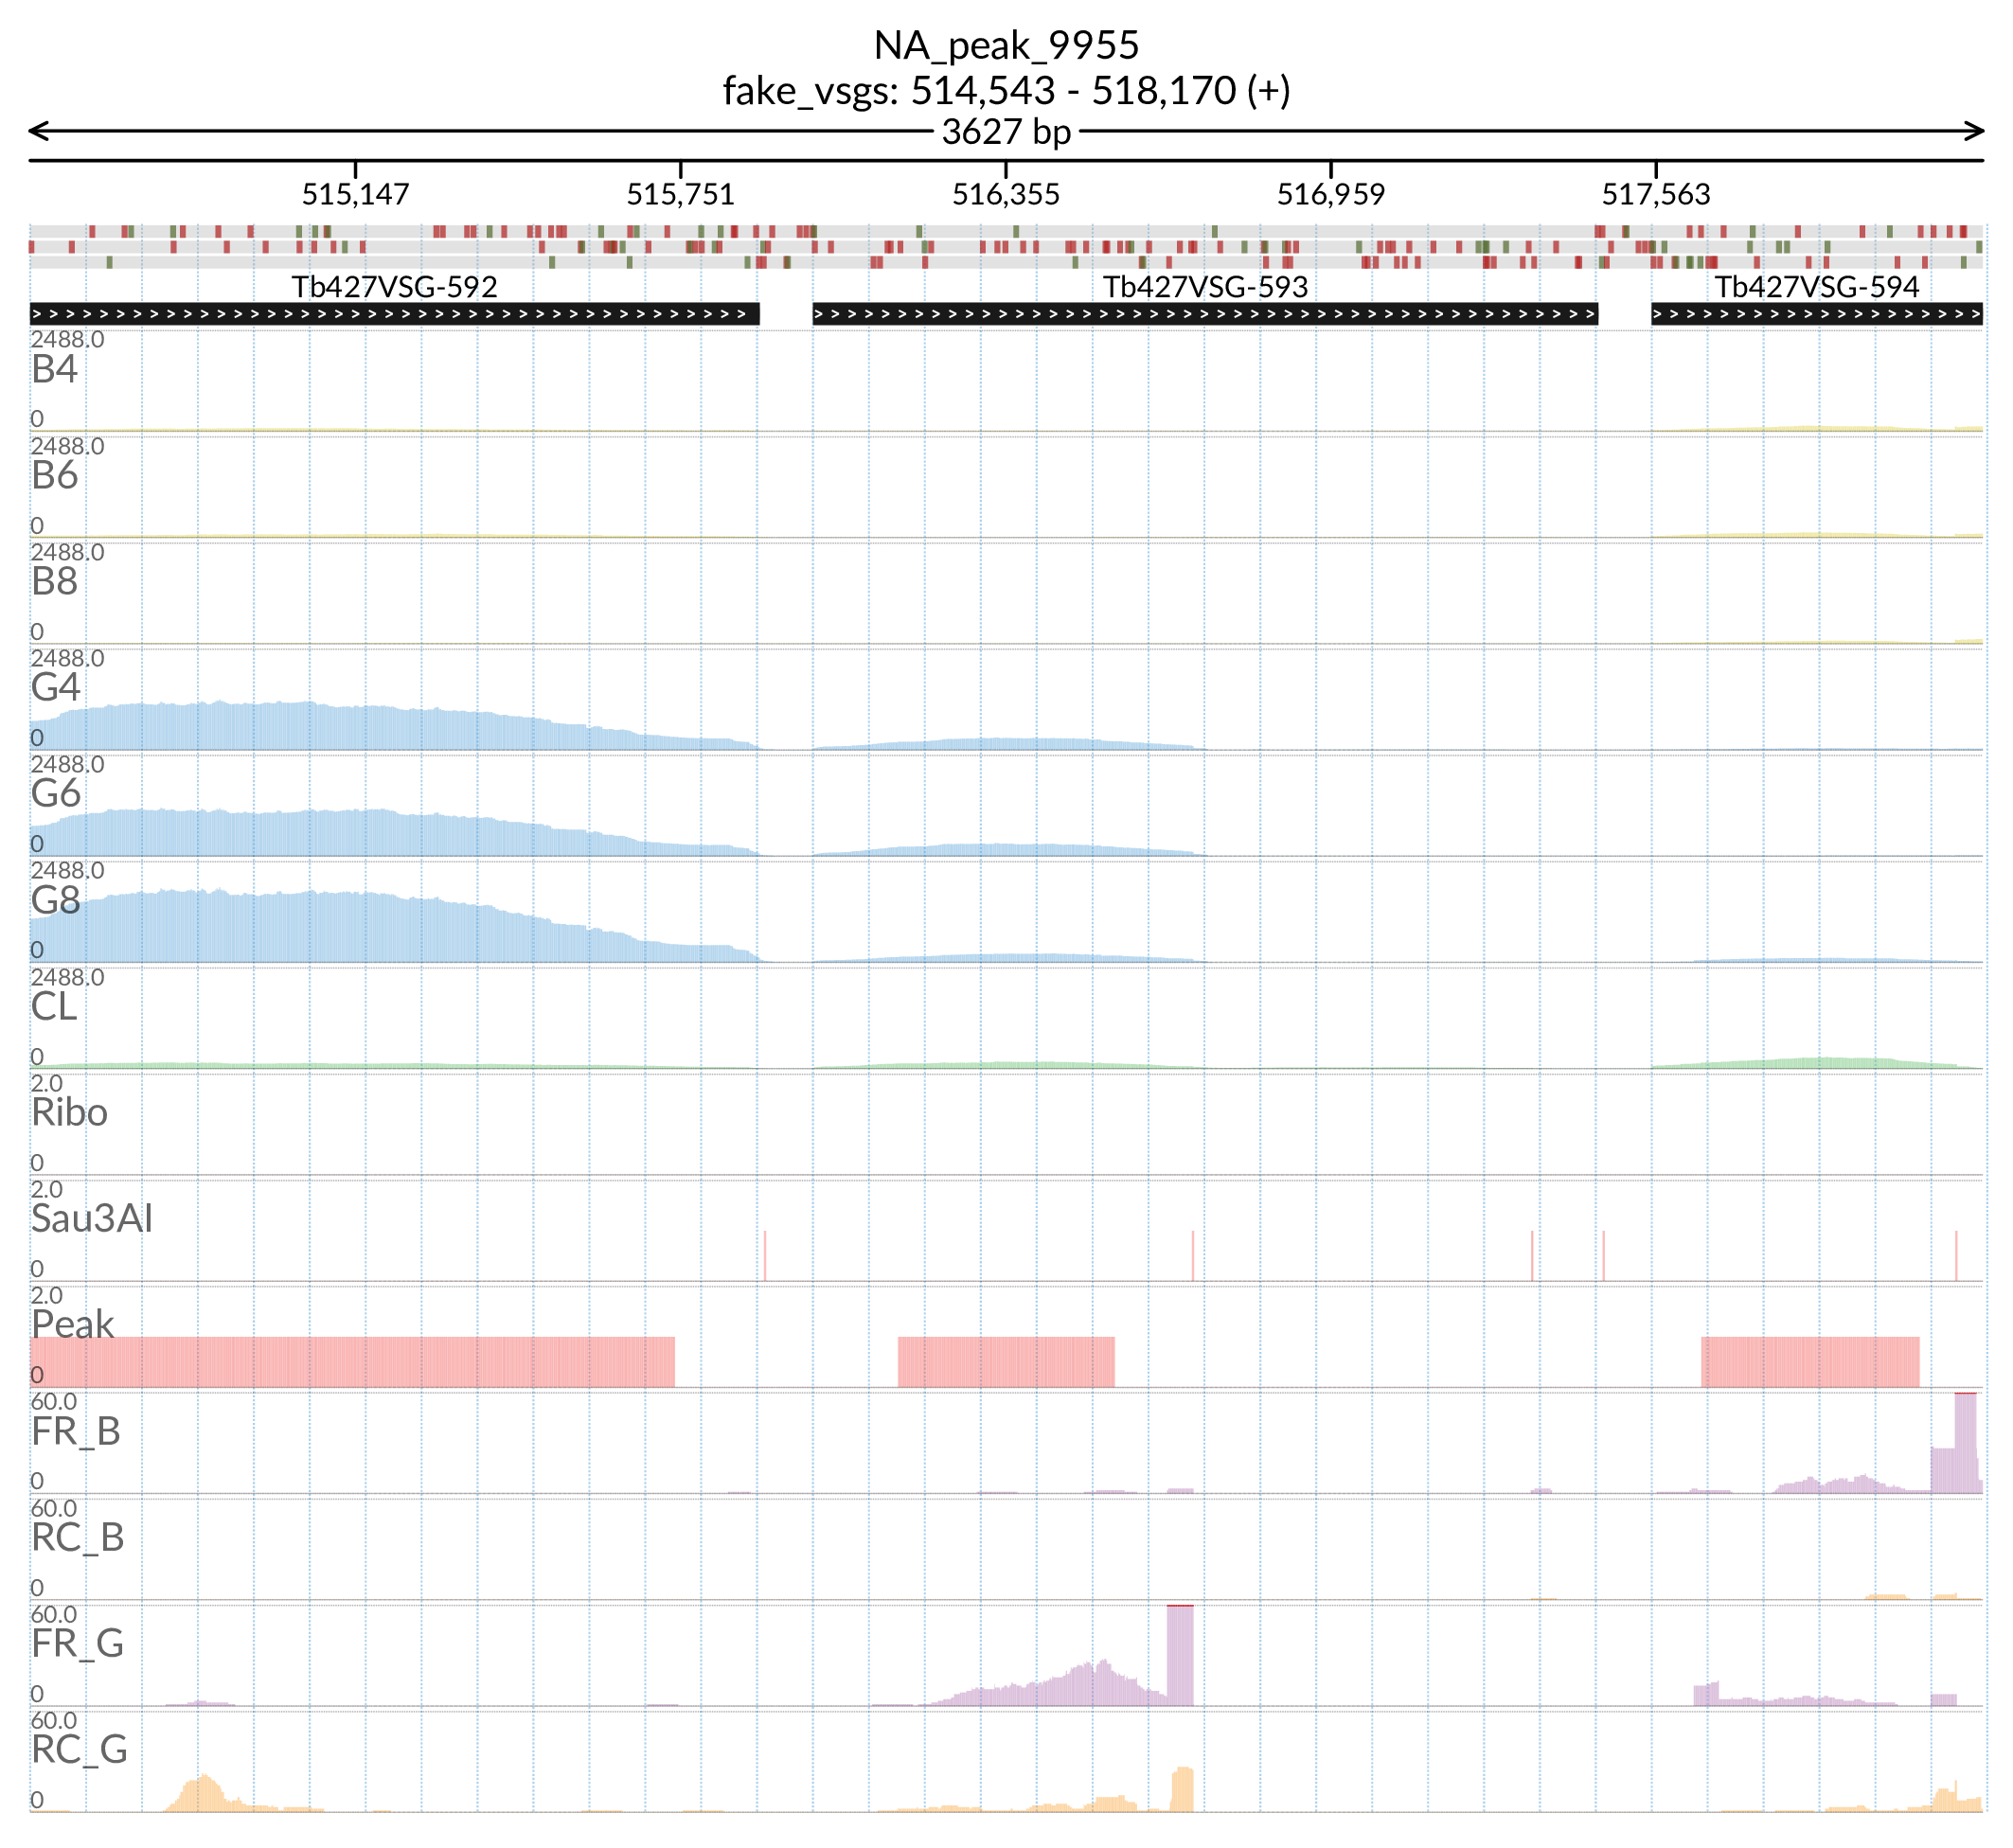 NA_peak_9955
fake_vsgs: 514,543 - 518,170 (+)
3627 bp
515,147 515,751 516,355 516,959 517,563
Tb427VSG-592 Tb427VSG-593 Tb427VSG-594
2488.0
B4
0
2488.0
B6
0
2488.0
B8
0
2488.0
G4
0
2488.0
G6
0
2488.0
G8
0
2488.0
CL
0
2.0
Ribo
0
2.0
Sau3AI
0
2.0
Peak
0
60.0
FR_B
0
60.0
RC_B
0
60.0
FR_G
0
60.0
RC_G
0